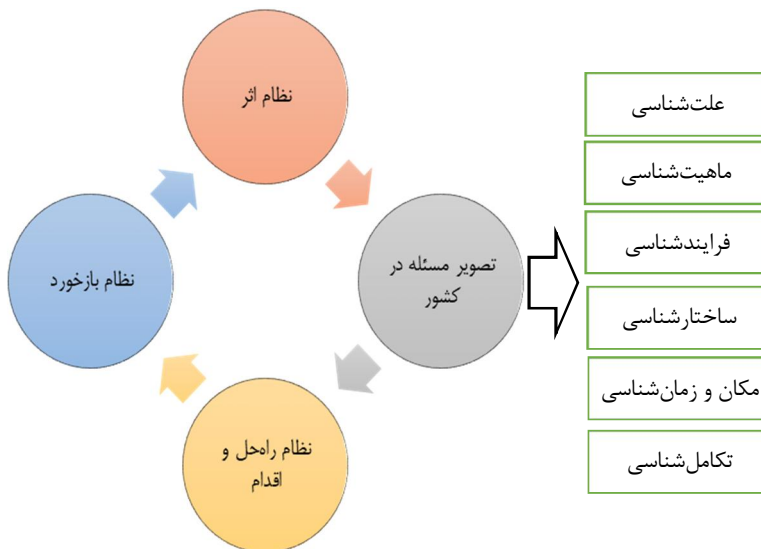 نظام اثر
تصویر مسئله در
کشور
نظام راه‌حل و
اقدام
نظام بازخورد
علت‌شناسی
ماهیت‌شناسی
فرایندشناسی
ساختارشناسی
مکان و زمان‌شناسی
تکامل‌شناسی